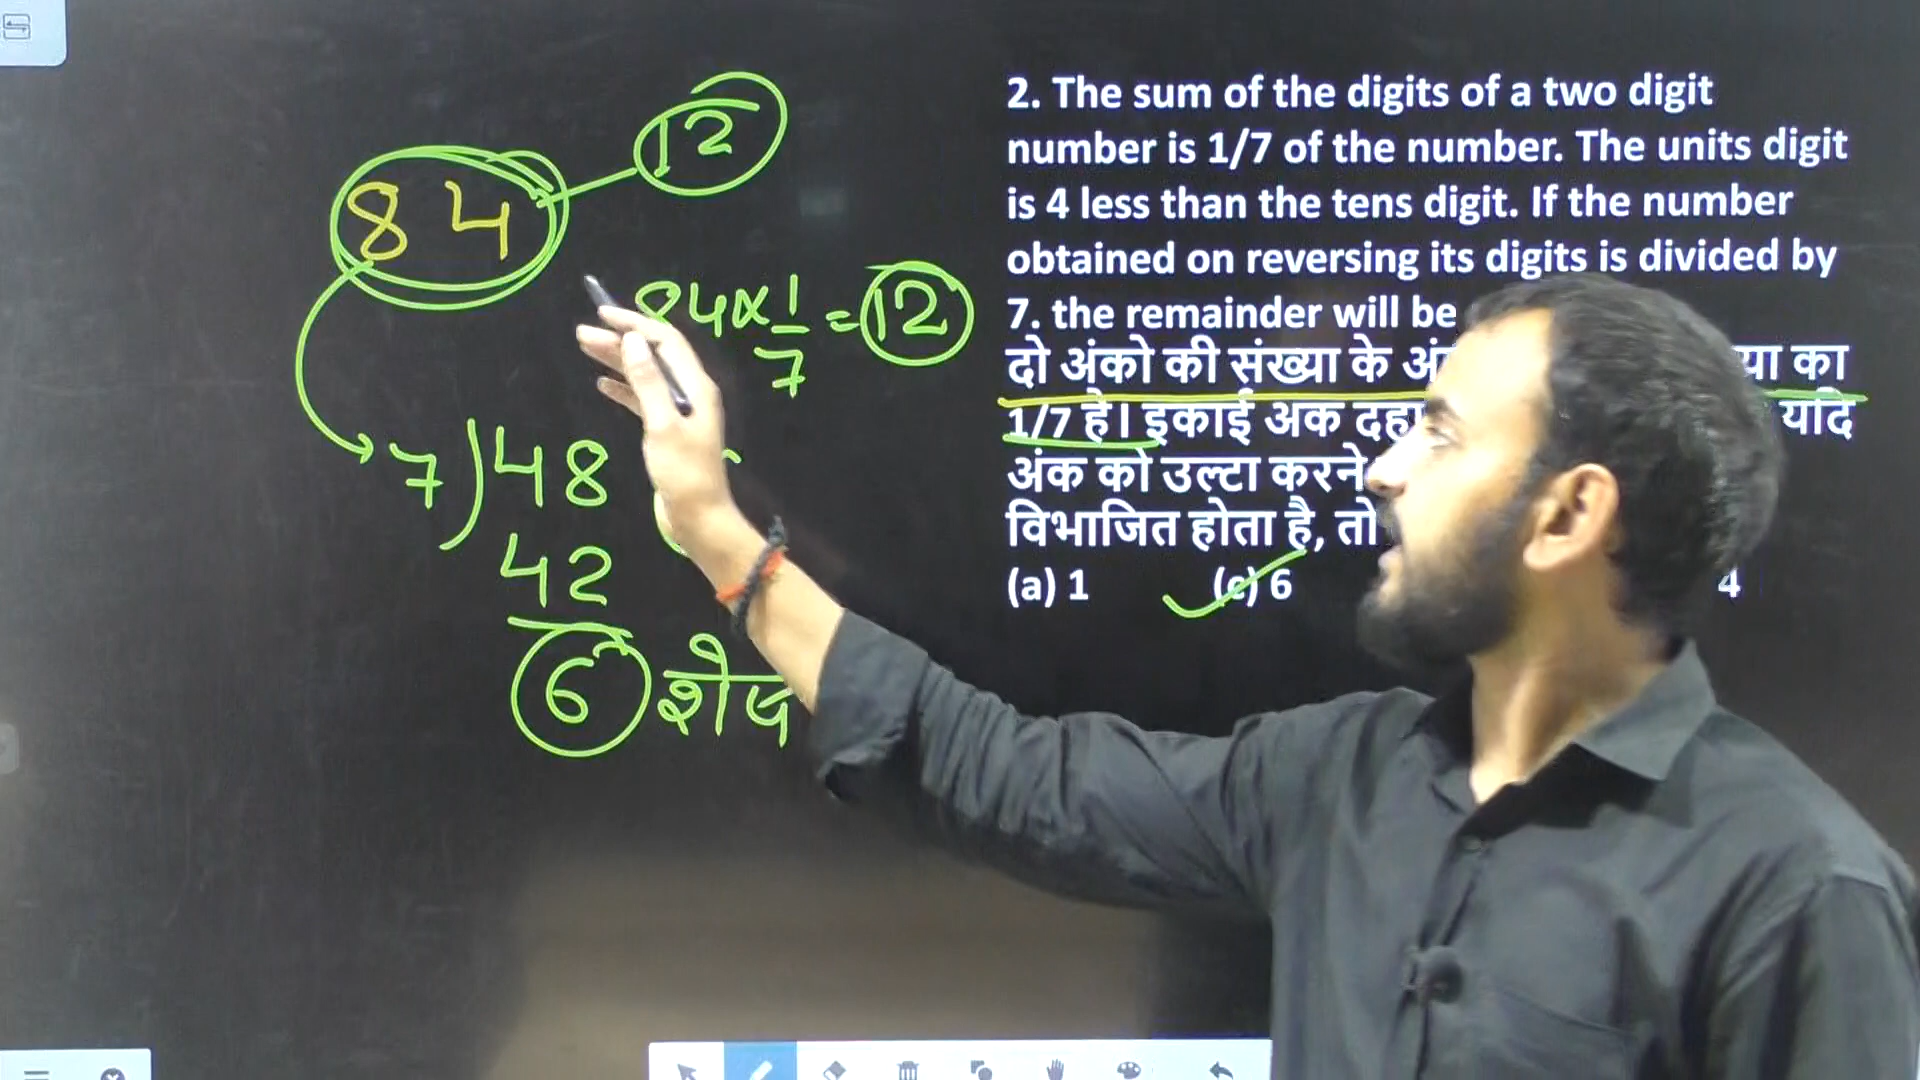 2. The sum of the digits of a two digit
number is 1/7 of the number. The units digit
is 4 less than the tens digit. If the number
obtained on reversing its digits is divided by
7. the remainder will be
दो अंको की संख्या के का
1/7 है। इकाई अक यदि
अंक को उल्टा करने
विभाजित होता है, तो
(a) 1 (c) 6 4
84 12
84 x 1/7 = 12
7) 48
42
6 शेष